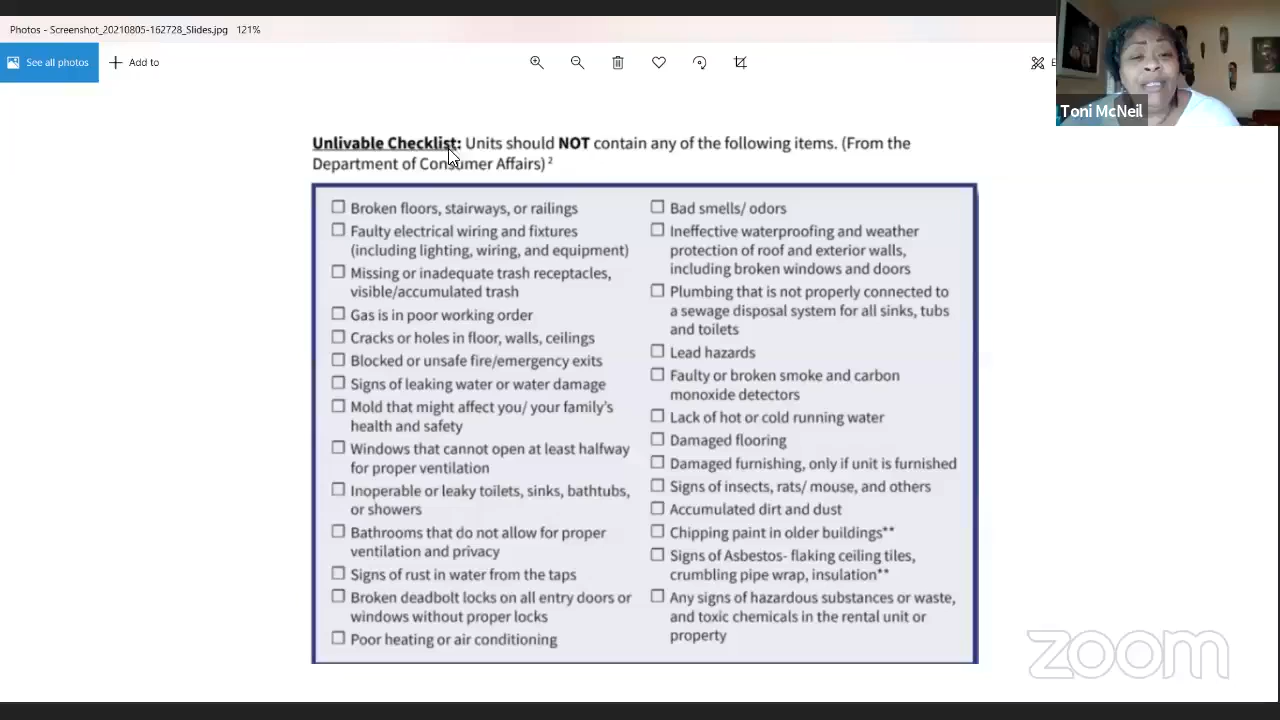 Photos - Screenshot_20210805-162728_Slides.jpg 121%
See all photos
Add to
Toni McNeil
Unlivable Checklist: Units should NOT contain any of the following items. (From the
Department of Consumer Affairs) 2
Broken floors, stairways, or railings
Faulty electrical wiring and fixtures
(including lighting, wiring, and equipment)
Missing or inadequate trash receptacles,
visible/accumulated trash
Gas is in poor working order
Cracks or holes in floor, walls, ceilings
Blocked or unsafe fire/emergency exits
Signs of leaking water or water damage
Mold that might affect you/ your family's
health and safety
Windows that cannot open at least halfway
for proper ventilation
Inoperable or leaky toilets, sinks, bathtubs,
or showers
Bathrooms that do not allow for proper
ventilation and privacy
Signs of rust in water from the taps
Broken deadbolt locks on all entry doors or
windows without proper locks
Poor heating or air conditioning
Bad smells/ odors
Ineffective waterproofing and weather
protection of roof and exterior walls,
including broken windows and doors
Plumbing that is not properly connected to
a sewage disposal system for all sinks, tubs
and toilets
Lead hazards
Faulty or broken smoke and carbon
monoxide detectors
Lack of hot or cold running water
Damaged flooring
Damaged furnishing, only if unit is furnished
Signs of insects, rats/ mouse, and others
Accumulated dirt and dust
Chipping paint in older buildings**
Signs of Asbestos- flaking ceiling tiles,
crumbling pipe wrap, insulation**
Any signs of hazardous substances or waste,
and toxic chemicals in the rental unit or
property
zoom